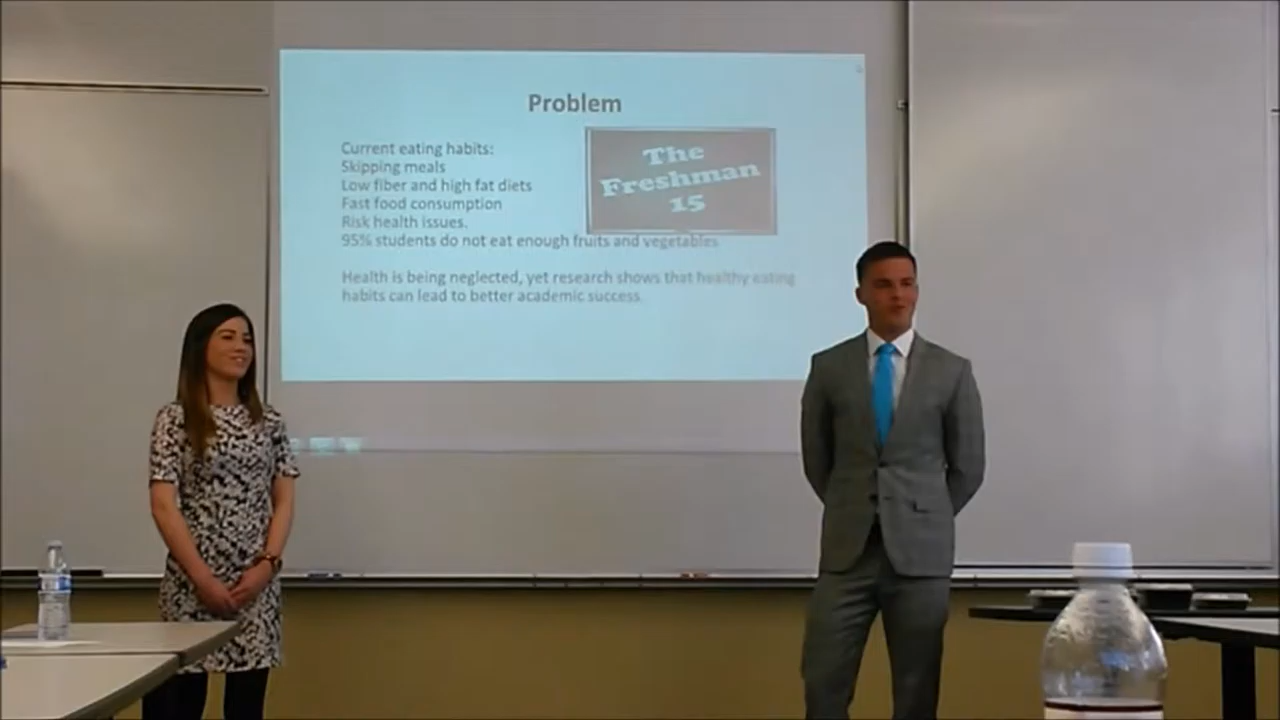 Problem
Current eating habits:
Skipping meals
Low fiber and high fat diets
Fast food consumption
Risk health issues.
95% students do not eat enough fruits and vegetables
Health is being neglected, yet research shows that healthy eating
habits can lead to better academic success.
The
Freshman
15